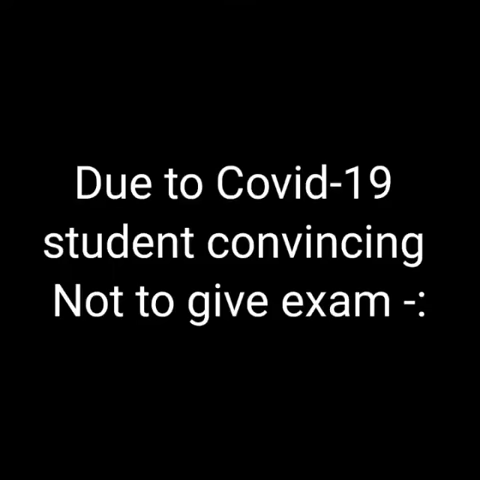 Due to Covid-19
student convincing
Not to give exam -: